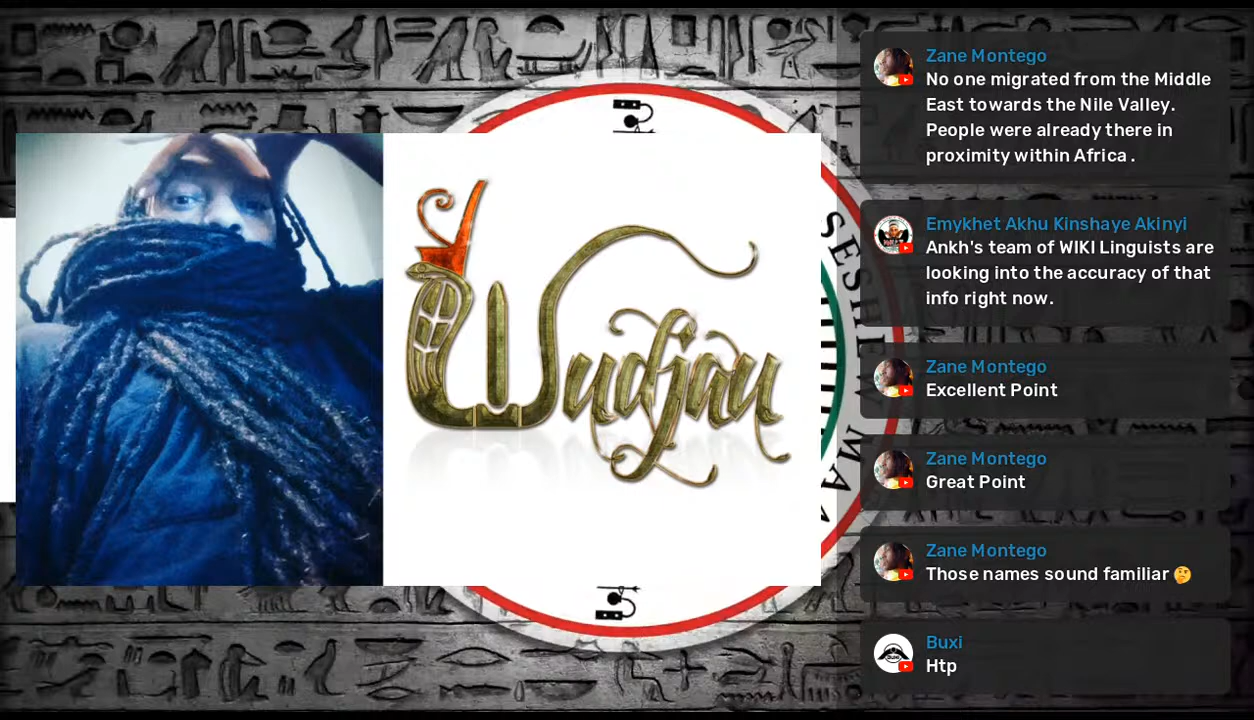 Wudjau
Zane Montego
No one migrated from the Middle
East towards the Nile Valley.
People were already there in
proximity within Africa .
Emykhet Akhu Kinshaye Akinyi
Ankh's team of WIKI Linguists are
looking into the accuracy of that
info right now.
Zane Montego
Excellent Point
Zane Montego
Great Point
Zane Montego
Those names sound familiar 🤔
Buxi
Htp